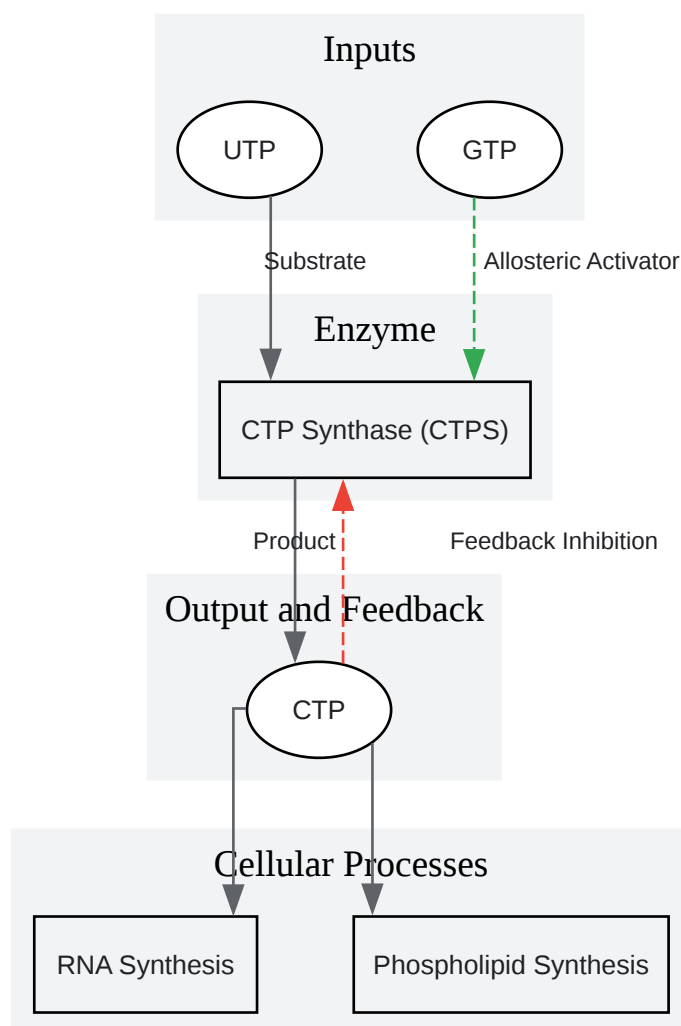 Inputs
UTP
GTP
Substrate
Allosteric Activator
Enzyme
CTP Synthase (CTPS)
Product
Feedback Inhibition
Output and Feedback
CTP
Cellular Processes
RNA Synthesis
Phospholipid Synthesis